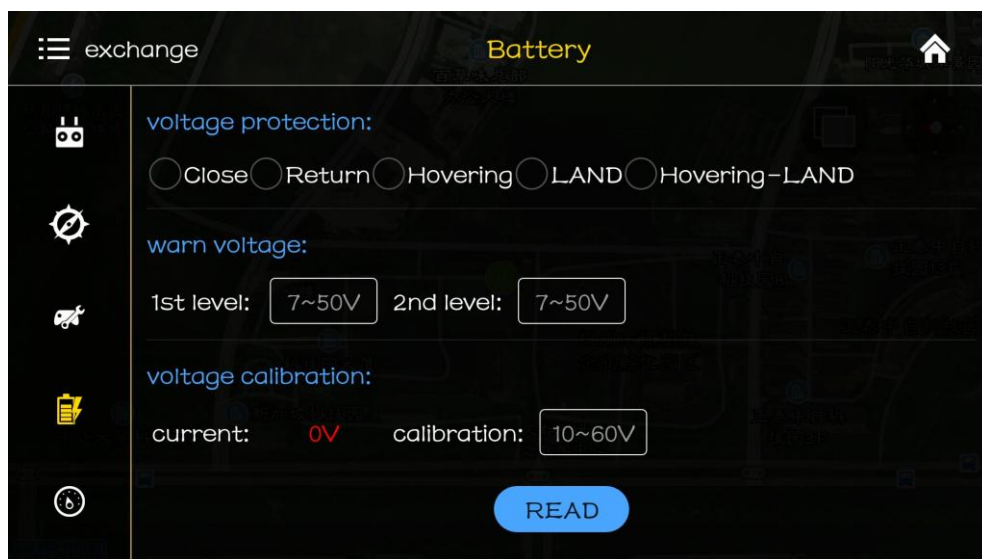 exchange
Battery
voltage protection:
Close Return Hovering LAND Hovering-LAND
warn voltage:
1st level: 7~50V 2nd level: 7~50V
voltage calibration:
current: 0V calibration: 10~60V
READ